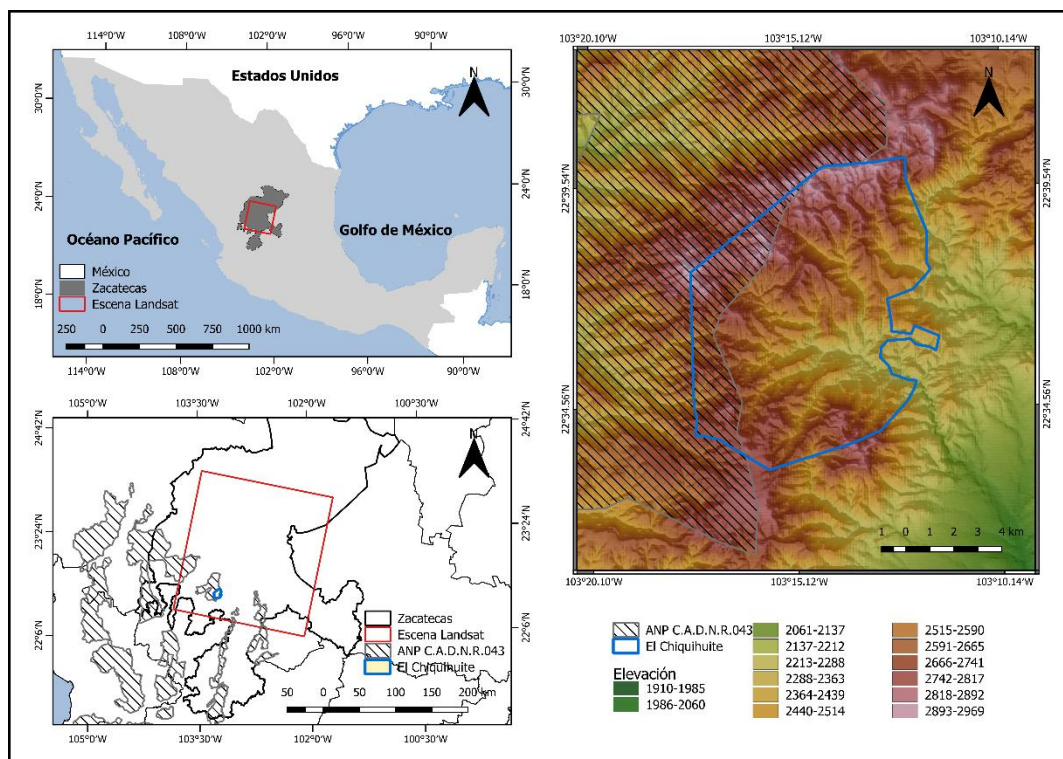 114°0'W 108°0'W 102°0'W 96°0'W 90°0'W
Estados Unidos
N
30°0'N
30°0'N
24°0'N
24°0'N
Océano Pacífico
Golfo de México
18°0'N
18°0'N
México
Zacatecas
Escena Landsat
250 0 250 500 750 1000 km
114°0'W 108°0'W 102°0'W 96°0'W 90°0'W
105°0'W 103°30'W 102°0'W 100°30'W
24°42'N
24°42'N
N
23°24'N
23°24'N
22°6'N
22°6'N
Zacatecas
Escena Landsat
ANP C.A.D.N.R.043
El Chiquihuite
50 0 50 100 150 200 km
105°0'W 103°30'W 102°0'W 100°30'W
103°20.10'W 103°15.12'W 103°10.14'W
N
22°39.54'N
22°39.54'N
22°34.56'N
22°34.56'N
1 0 1 2 3 4 km
103°20.10'W 103°15.12'W 103°10.14'W
ANP C.A.D.N.R.043
El Chiquihuite
Elevación
1910-1985
1986-2060
2061-2137
2137-2212
2213-2288
2288-2363
2364-2439
2440-2514
2515-2590
2591-2665
2666-2741
2742-2817
2818-2892
2893-2969